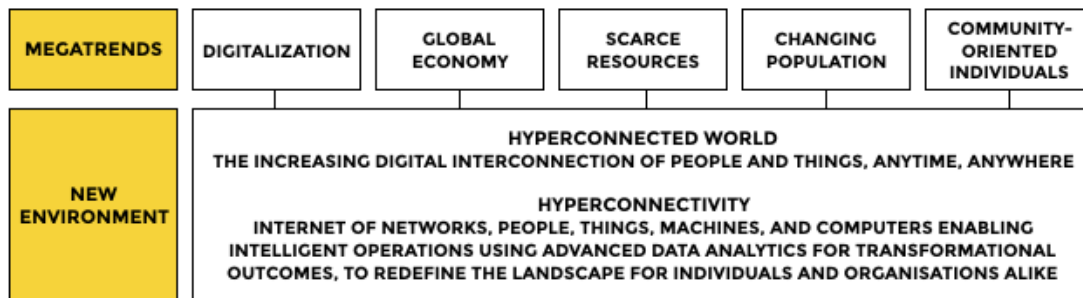 MEGATRENDS
DIGITALIZATION
GLOBAL
ECONOMY
SCARCE
RESOURCES
CHANGING
POPULATION
COMMUNITY-
ORIENTED
INDIVIDUALS
NEW
ENVIRONMENT
HYPERCONNECTED WORLD
THE INCREASING DIGITAL INTERCONNECTION OF PEOPLE AND THINGS, ANYTIME, ANYWHERE
HYPERCONNECTIVITY
INTERNET OF NETWORKS, PEOPLE, THINGS, MACHINES, AND COMPUTERS ENABLING
INTELLIGENT OPERATIONS USING ADVANCED DATA ANALYTICS FOR TRANSFORMATIONAL
OUTCOMES, TO REDEFINE THE LANDSCAPE FOR INDIVIDUALS AND ORGANISATIONS ALIKE